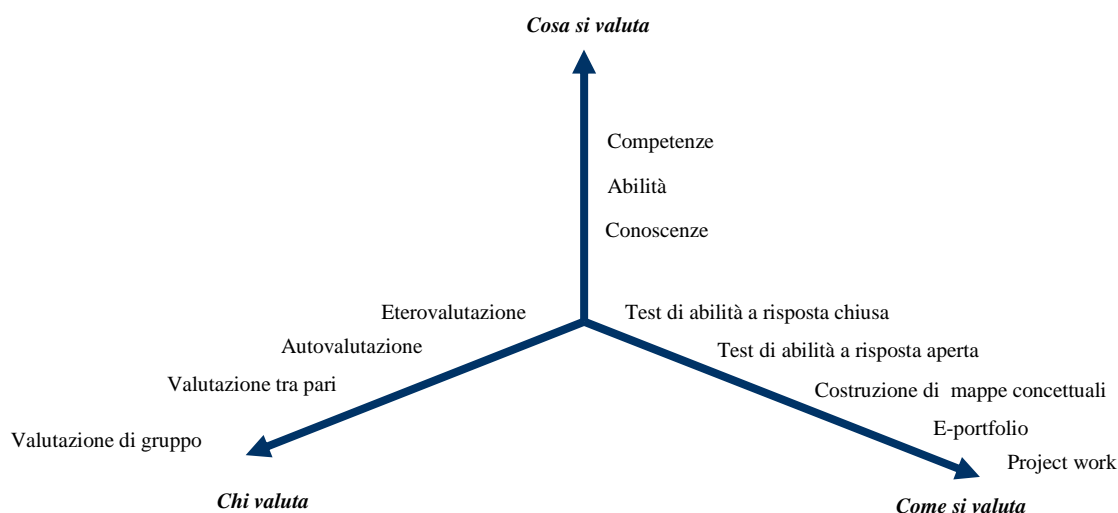 Cosa si valuta
Competenze
Abilità
Conoscenze
Eterovalutazione
Test di abilità a risposta chiusa
Autovalutazione
Test di abilità a risposta aperta
Valutazione tra pari
Costruzione di mappe concettuali
Valutazione di gruppo
E-portfolio
Project work
Chi valuta
Come si valuta